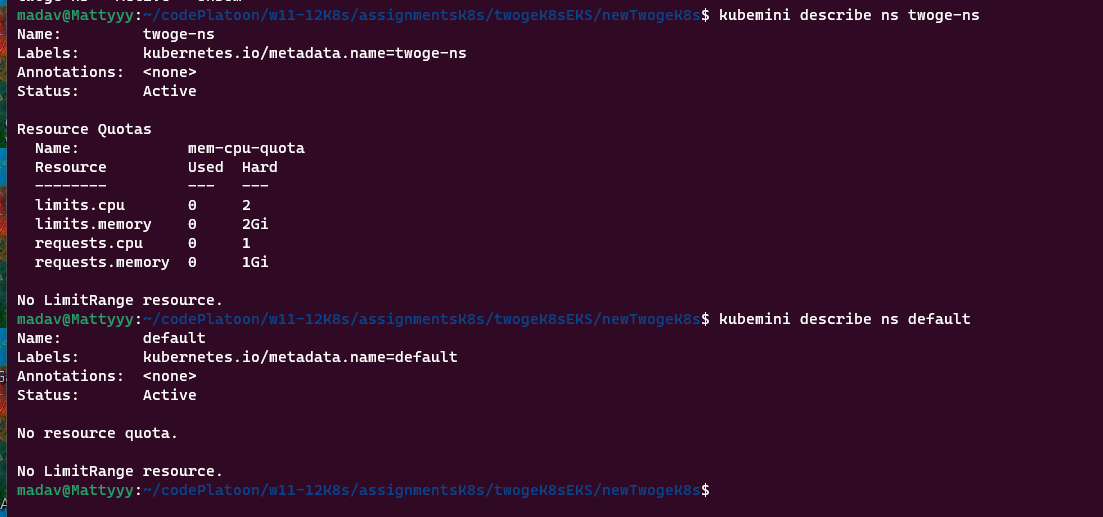 madav@Mattyyy:~/codePlatoon/w11-12K8s/assignmentsK8s/twogeK8sEKS/newTwogeK8s$ kubemini describe ns twoge-ns
Name:         twoge-ns
Labels:       kubernetes.io/metadata.name=twoge-ns
Annotations:  <none>
Status:       Active

Resource Quotas
  Name:            mem-cpu-quota
  Resource         Used  Hard
  --------         ---   ---
  limits.cpu       0     2
  limits.memory    0     2Gi
  requests.cpu     0     1
  requests.memory  0     1Gi

No LimitRange resource.
madav@Mattyyy:~/codePlatoon/w11-12K8s/assignmentsK8s/twogeK8sEKS/newTwogeK8s$ kubemini describe ns default
Name:         default
Labels:       kubernetes.io/metadata.name=default
Annotations:  <none>
Status:       Active

No resource quota.

No LimitRange resource.
madav@Mattyyy:~/codePlatoon/w11-12K8s/assignmentsK8s/twogeK8sEKS/newTwogeK8s$